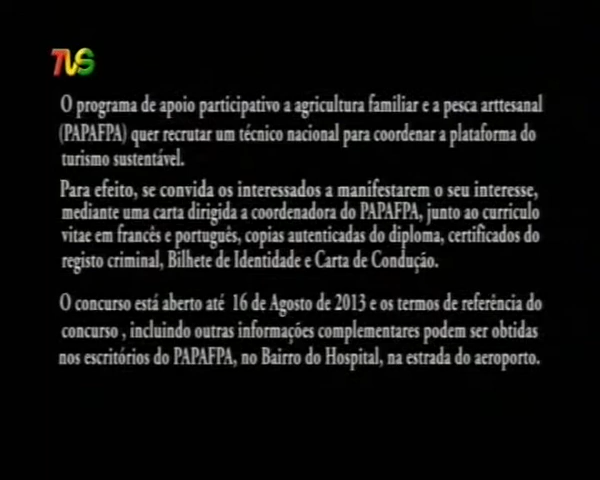 TVS
O programa de apoio participativo a agricultura familiar e a pesca arttesanal
(PAPAFPA) quer recrutar um técnico nacional para coordenar a plataforma do
turismo sustentável.
Para efeito, se convida os interessados a manifestarem o seu interesse,
mediante uma carta dirigida a coordenadora do PAPAFPA, junto ao curriculo
vitae em francês e português, copias autenticadas do diploma, certificados do
registo criminal, Bilhete de Identidade e Carta de Condução.
O concurso está aberto até 16 de Agosto de 2013 e os termos de referência do
concurso , incluindo outras informações complementares podem ser obtidas
nos escritórios do PAPAFPA, no Bairro do Hospital, na estrada do aeroporto.